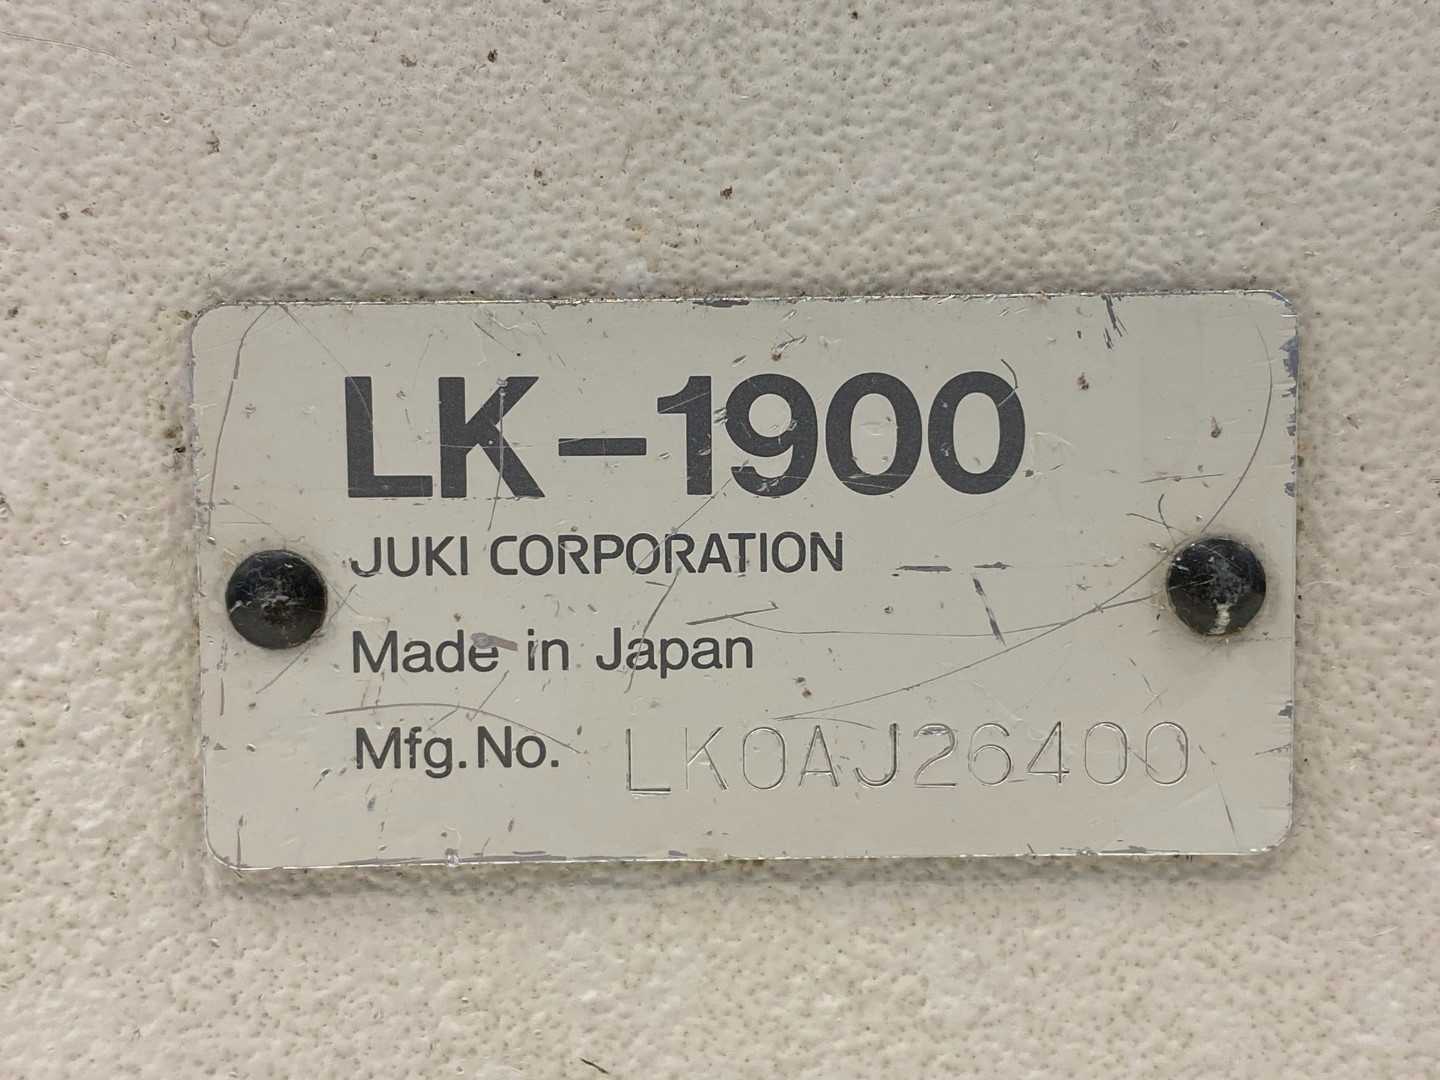 LK-1900
JUKI CORPORATION
Made in Japan
Mfg.No. LK0AJ26400